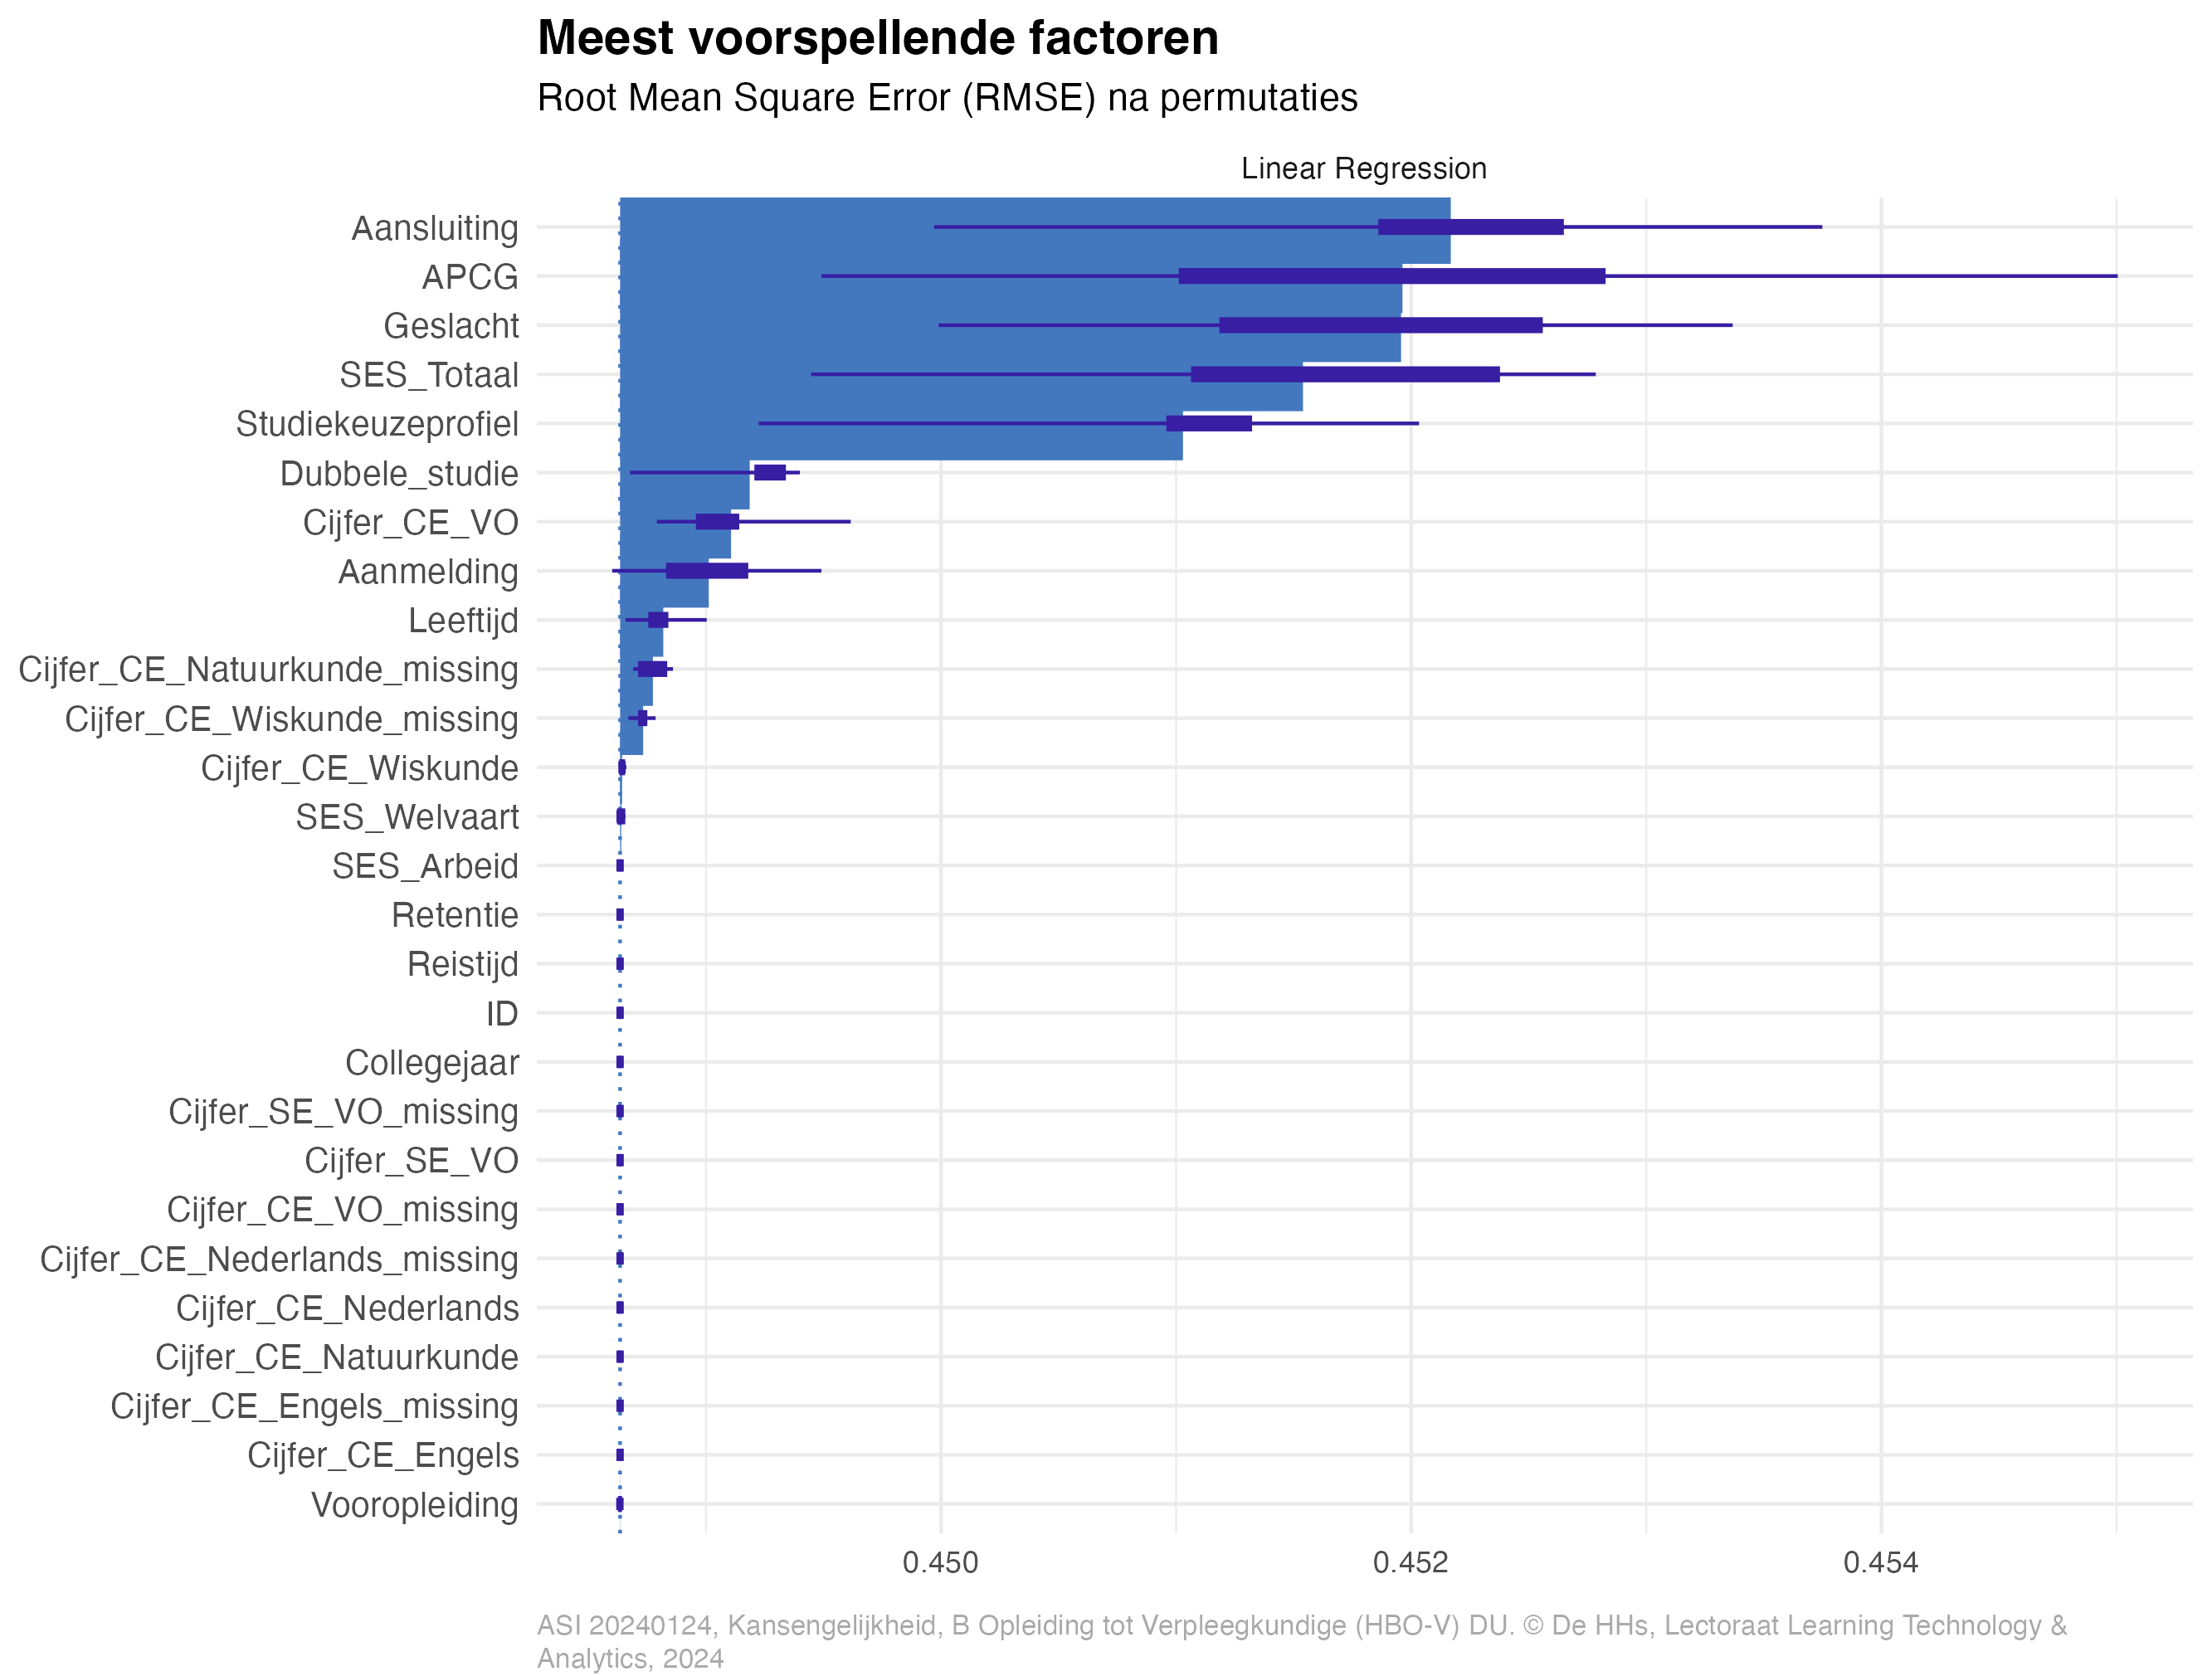 Meest voorspellende factoren
Root Mean Square Error (RMSE) na permutaties
Linear Regression
Aansluiting
APCG
Geslacht
SES_Totaal
Studiekeuzeprofiel
Dubbele_studie
Cijfer_CE_VO
Aanmelding
Leeftijd
Cijfer_CE_Natuurkunde_missing
Cijfer_CE_Wiskunde_missing
Cijfer_CE_Wiskunde
SES_Welvaart
SES_Arbeid
Retentie
Reistijd
ID
Collegejaar
Cijfer_SE_VO_missing
Cijfer_SE_VO
Cijfer_CE_VO_missing
Cijfer_CE_Nederlands_missing
Cijfer_CE_Nederlands
Cijfer_CE_Natuurkunde
Cijfer_CE_Engels_missing
Cijfer_CE_Engels
Vooropleiding
0.450 0.452 0.454
ASI 20240124, Kansengelijkheid, B Opleiding tot Verpleegkundige (HBO-V) DU. © De HHs, Lectoraat Learning Technology &
Analytics, 2024